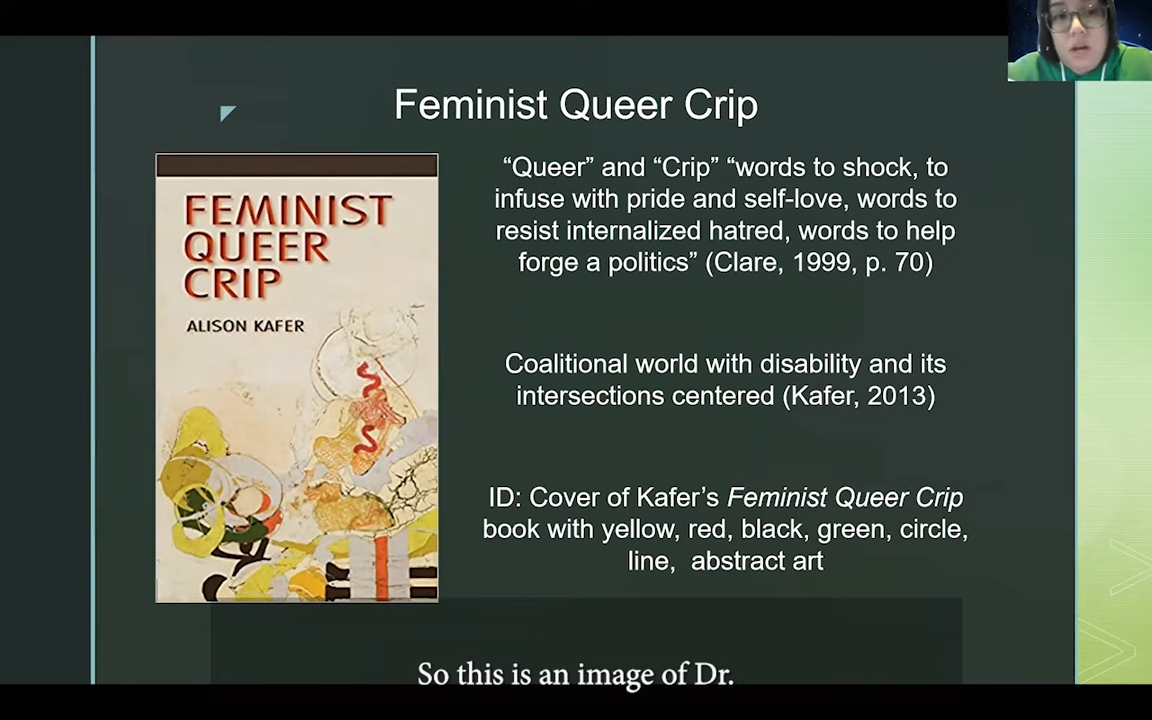 Feminist Queer Crip
FEMINIST
QUEER
CRIP
ALISON KAFER
“Queer” and “Crip” “words to shock, to
infuse with pride and self-love, words to
resist internalized hatred, words to help
forge a politics” (Clare, 1999, p. 70)
Coalitional world with disability and its
intersections centered (Kafer, 2013)
ID: Cover of Kafer’s Feminist Queer Crip
book with yellow, red, black, green, circle,
line, abstract art
So this is an image of Dr.